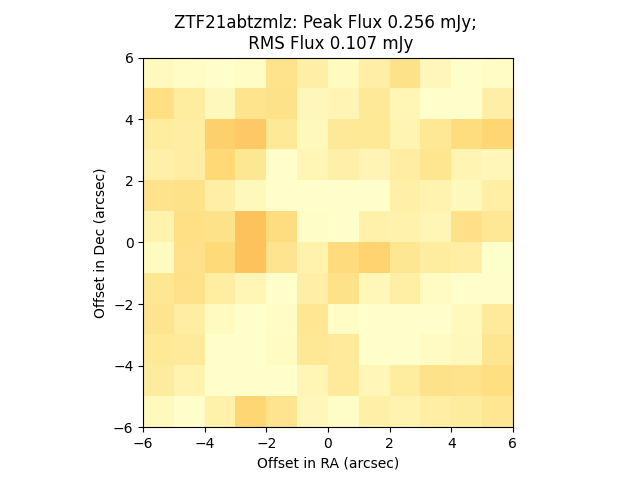 ZTF21abtzmlz: Peak Flux 0.256 mJy;
RMS Flux 0.107 mJy
6
4
2
0
−2
−4
−6
Offset in Dec (arcsec)
−6 −4 −2 0 2 4 6
Offset in RA (arcsec)